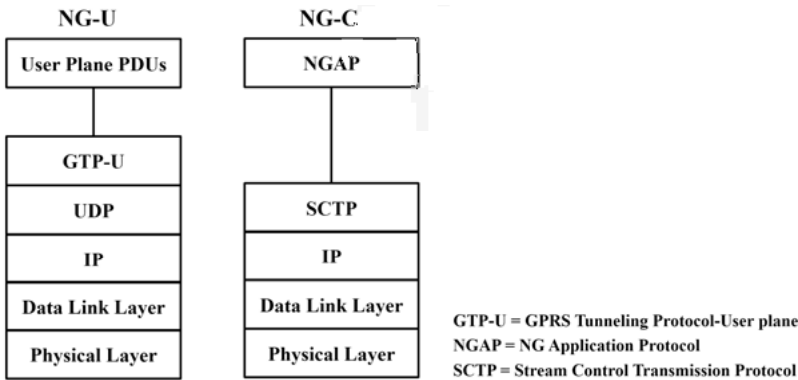 NG-U
User Plane PDUs
GTP-U
UDP
IP
Data Link Layer
Physical Layer
NG-C
NGAP
SCTP
IP
Data Link Layer
Physical Layer
GTP-U = GPRS Tunneling Protocol-User plane
NGAP = NG Application Protocol
SCTP = Stream Control Transmission Protocol